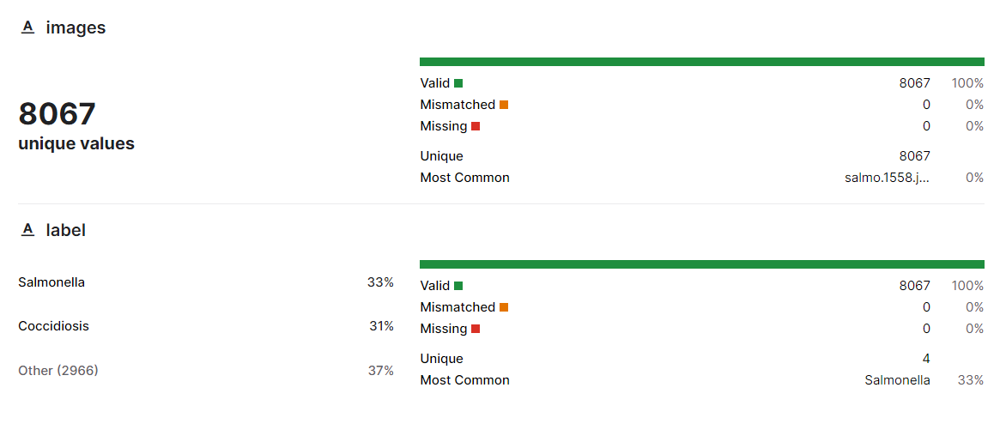 images
8067
unique values
Valid 8067 100%
Mismatched 0 0%
Missing 0 0%
Unique 8067
Most Common salmo.1558.j... 0%
label
Salmonella 33%
Coccidiosis 31%
Other (2966) 37%
Valid 8067 100%
Mismatched 0 0%
Missing 0 0%
Unique 4
Most Common Salmonella 33%